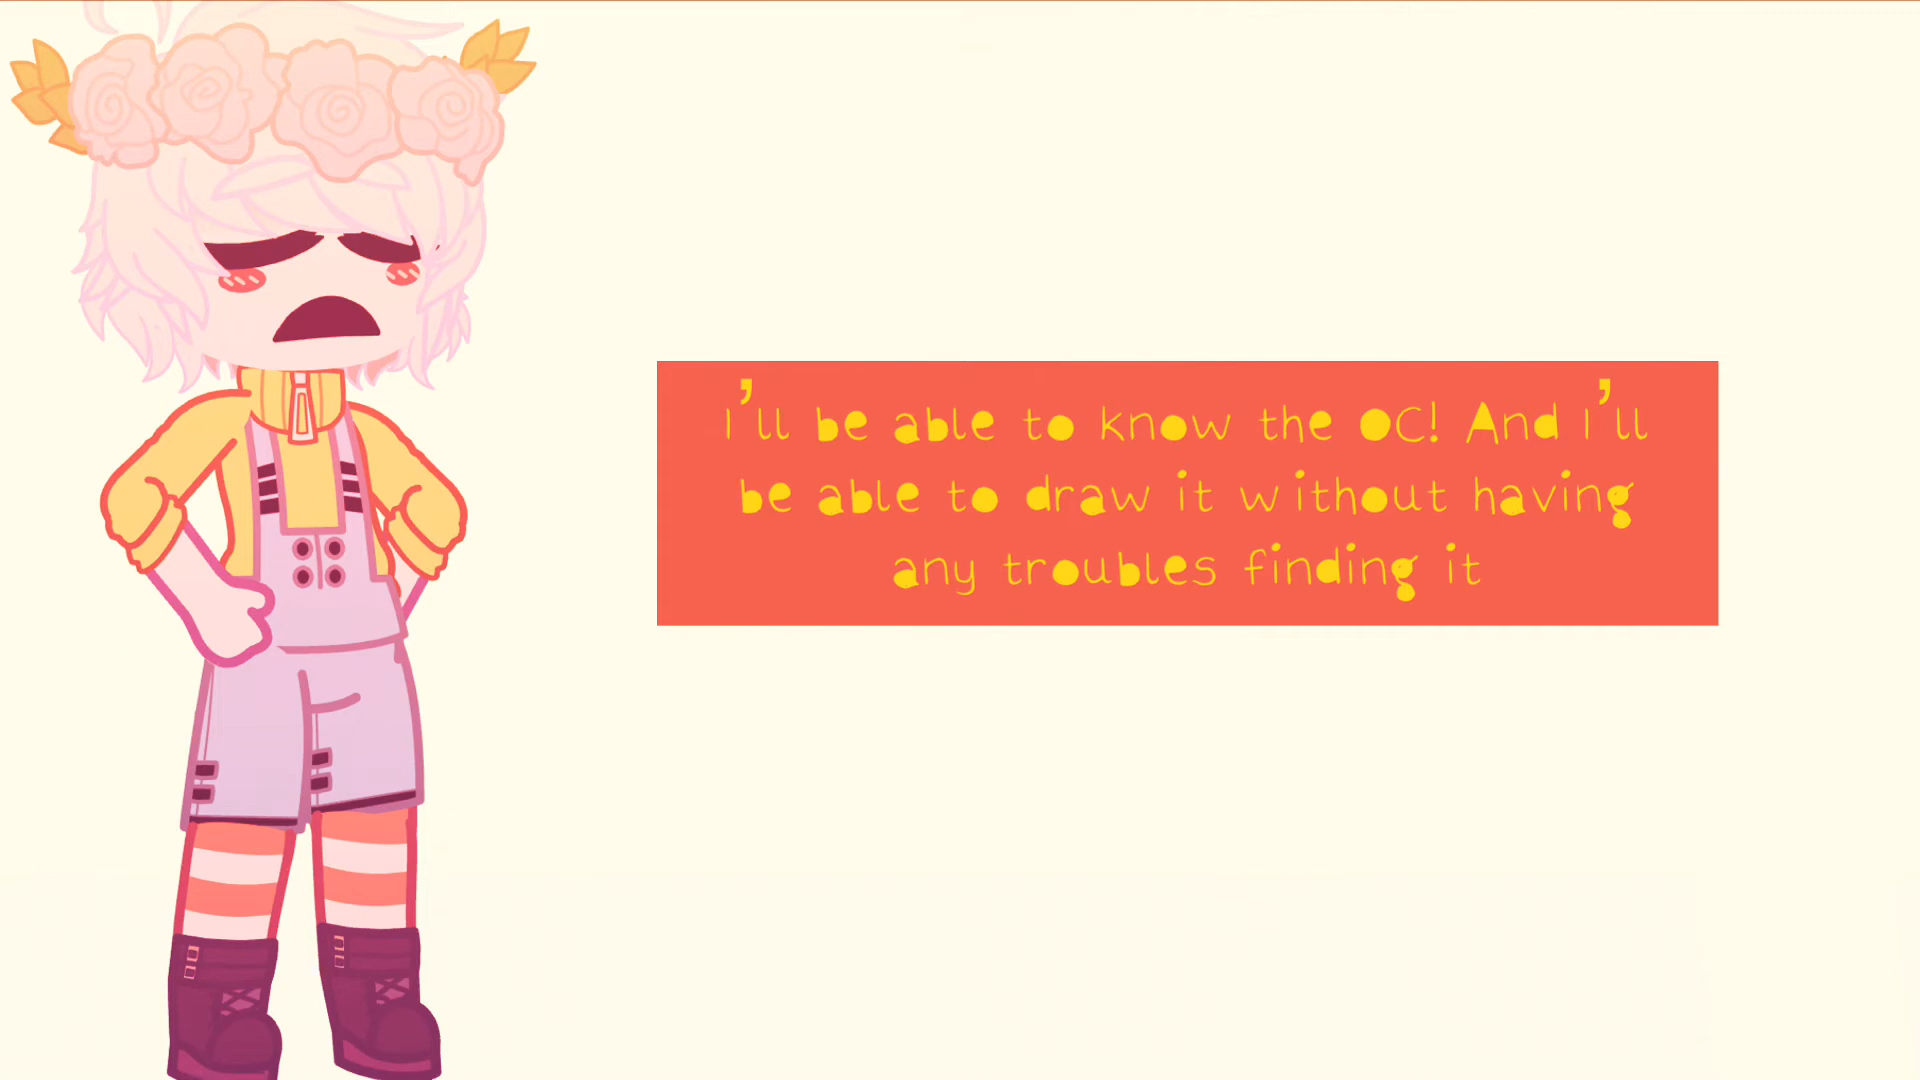 i'll be able to know the OC! And i'll
be able to draw it without having
any troubles finding it